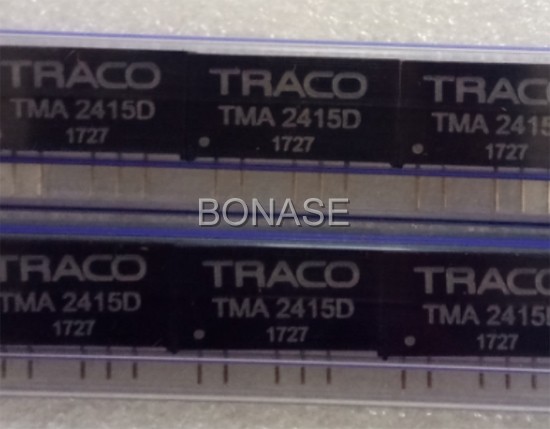 TRACO TRACO TRAC
TMA 2415D TMA 2415D TMA 2415
1727 1727 1727
BONASE
TRACO TRACO TRACO
TMA 2415D TMA 2415D TMA 2415
1727 1727 1727